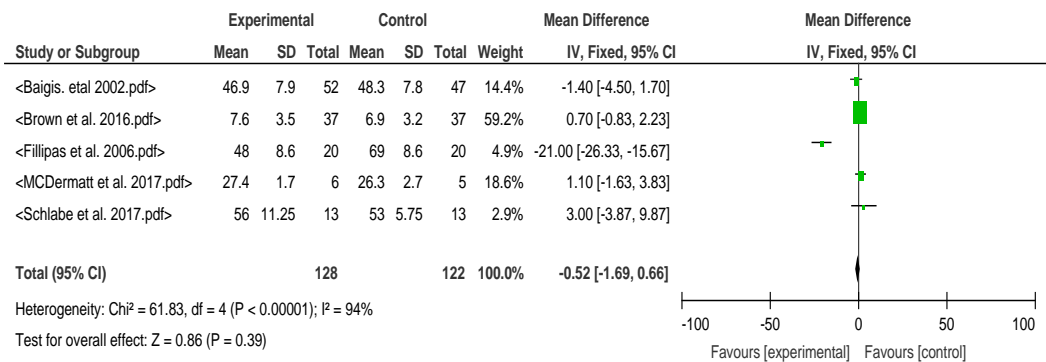 Experimental Control Mean Difference Mean Difference
Study or Subgroup Mean SD Total Mean SD Total Weight IV, Fixed, 95% CI IV, Fixed, 95% CI
<Baigis. etal 2002.pdf> 46.9 7.9 52 48.3 7.8 47 14.4% -1.40 [-4.50, 1.70]
<Brown et al. 2016.pdf> 7.6 3.5 37 6.9 3.2 37 59.2% 0.70 [-0.83, 2.23]
<Fillipas et al. 2006.pdf> 48 8.6 20 69 8.6 20 4.9% -21.00 [-26.33, -15.67]
<MCDermatt et al. 2017.pdf> 27.4 1.7 6 26.3 2.7 5 18.6% 1.10 [-1.63, 3.83]
<Schlabe et al. 2017.pdf> 56 11.25 13 53 5.75 13 2.9% 3.00 [-3.87, 9.87]
Total (95% CI) 128 122 100.0% -0.52 [-1.69, 0.66]
Heterogeneity: Chi² = 61.83, df = 4 (P < 0.00001); I² = 94%
Test for overall effect: Z = 0.86 (P = 0.39)
-100 -50 0 50 100
Favours [experimental] Favours [control]